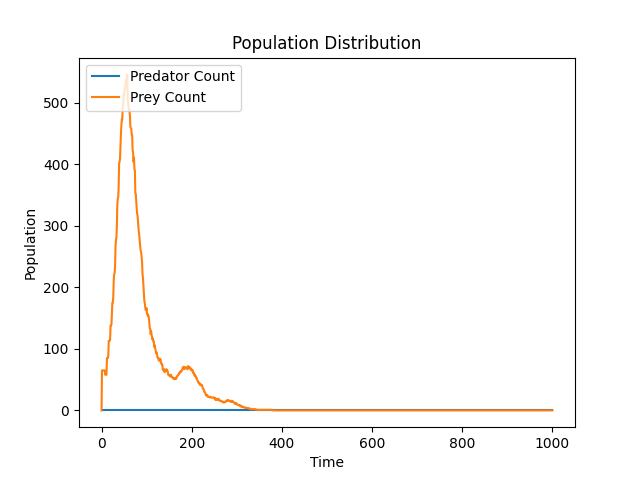 Population Distribution
Predator Count
Prey Count
Population
500
400
300
200
100
0
0 200 400 600 800 1000
Time